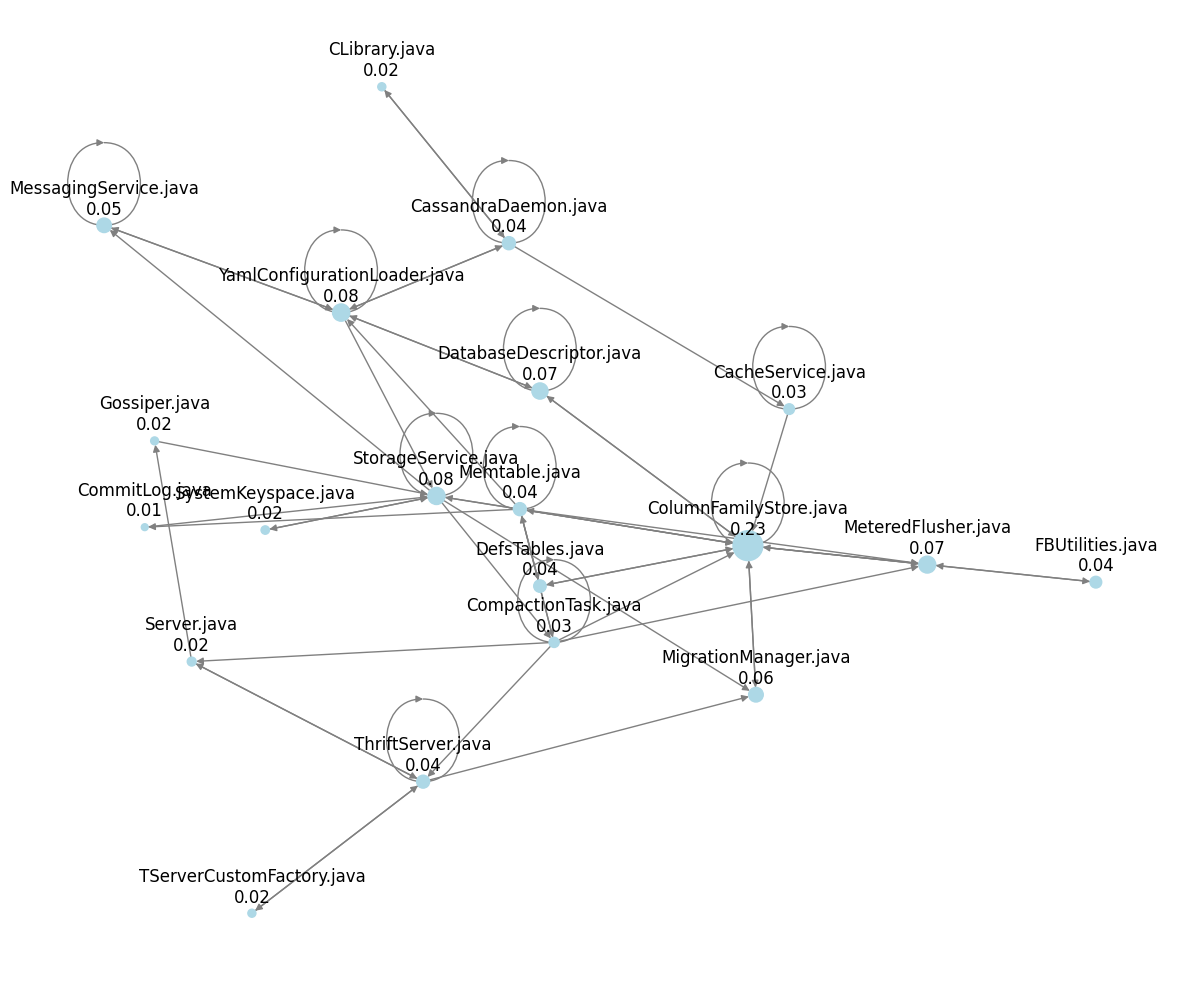 CLibrary.java
0.02
MessagingService.java
0.05
CassandraDaemon.java
0.04
YamlConfigurationLoader.java
0.08
DatabaseDescriptor.java
0.07
CacheService.java
0.03
Gossiper.java
0.02
StorageService.java
0.08
Memtable.java
0.04
CommitLog.java
0.01
SystemKeyspace.java
0.02
ColumnFamilyStore.java
0.23
MeteredFlusher.java
0.07
FBUtilities.java
0.04
DefsTables.java
0.04
CompactionTask.java
0.03
Server.java
0.02
MigrationManager.java
0.06
ThriftServer.java
0.04
TServerCustomFactory.java
0.02